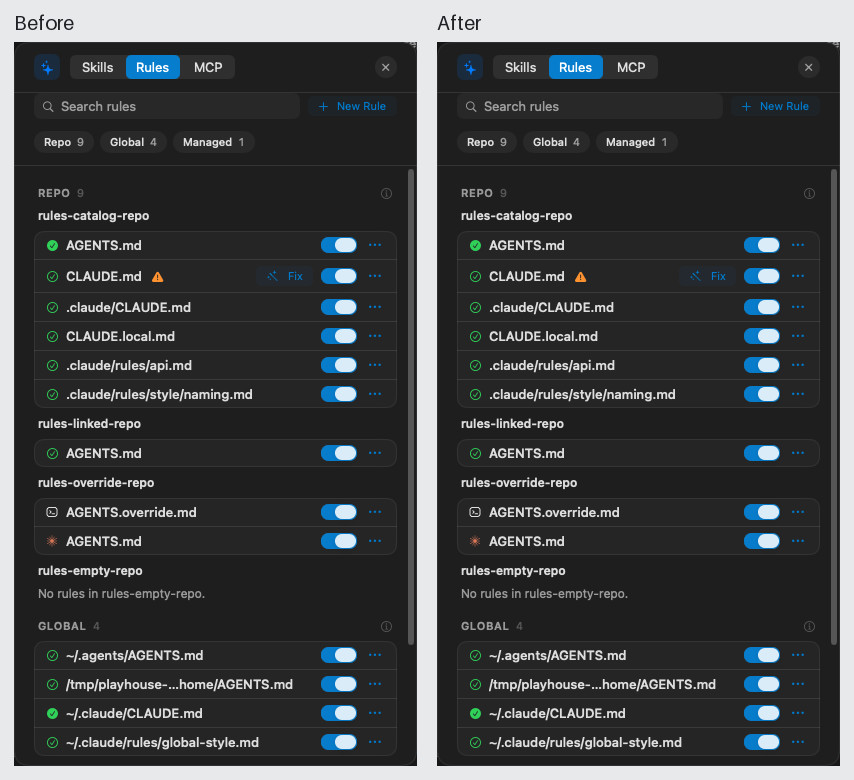 Before
Skills Rules MCP
Search rules
+ New Rule
Repo 9 Global 4 Managed 1
REPO 9
rules-catalog-repo
AGENTS.md
CLAUDE.md Fix
.claude/CLAUDE.md
CLAUDE.local.md
.claude/rules/api.md
.claude/rules/style/naming.md
rules-linked-repo
AGENTS.md
rules-override-repo
AGENTS.override.md
AGENTS.md
rules-empty-repo
No rules in rules-empty-repo.
GLOBAL 4
~/.agents/AGENTS.md
/tmp/playhouse-...home/AGENTS.md
~/.claude/CLAUDE.md
~/.claude/rules/global-style.md
After
Skills Rules MCP
Search rules
+ New Rule
Repo 9 Global 4 Managed 1
REPO 9
rules-catalog-repo
AGENTS.md
CLAUDE.md Fix
.claude/CLAUDE.md
CLAUDE.local.md
.claude/rules/api.md
.claude/rules/style/naming.md
rules-linked-repo
AGENTS.md
rules-override-repo
AGENTS.override.md
AGENTS.md
rules-empty-repo
No rules in rules-empty-repo.
GLOBAL 4
~/.agents/AGENTS.md
/tmp/playhouse-...home/AGENTS.md
~/.claude/CLAUDE.md
~/.claude/rules/global-style.md